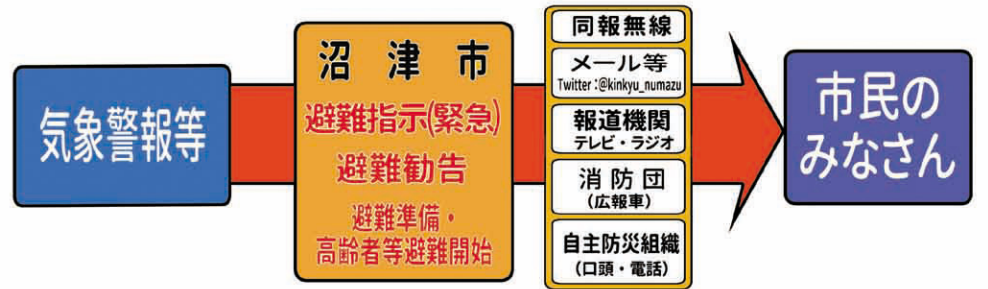 気象警報等
沼津市
避難指示(緊急)
避難勧告
避難準備・
高齢者等避難開始
同報無線
メール等
Twitter:@kinkyu_numazu
報道機関
テレビ・ラジオ
消防団
(広報車)
自主防災組織
(口頭・電話)
市民の
みなさん